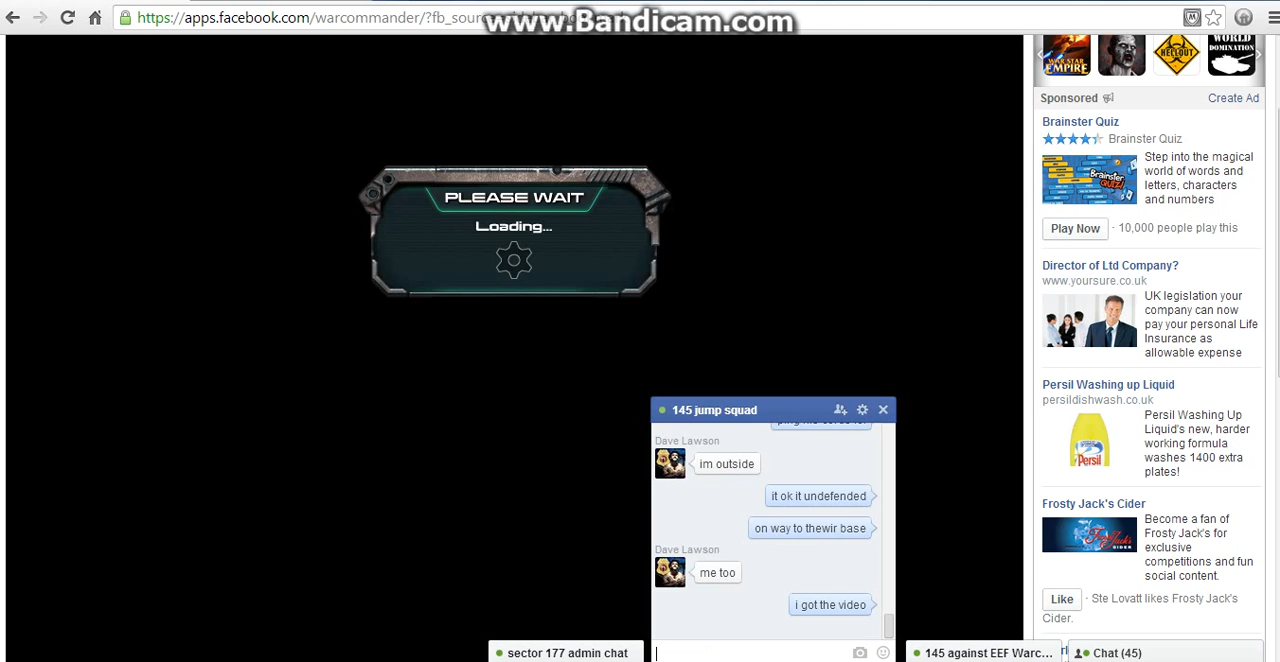 https://apps.facebook.com/warcommander/?fb_sour
www.Bandicam.com
WAR STAR
EMPIRE
HELLOUT
WORLD
DOMINATION
Sponsored
Create Ad
Brainster Quiz
Brainster Quiz
Step into the magical
world of words and
letters, characters
and numbers
Brainster
QUIZ!
Play Now · 10,000 people play this
Director of Ltd Company?
www.yoursure.co.uk
UK legislation your
company can now
pay your personal Life
Insurance as
allowable expense
Persil Washing up Liquid
persildishwash.co.uk
Persil Washing Up
Liquid's new, harder
working formula
washes 1400 extra
plates!
Persil
Frosty Jack's Cider
Become a fan of
Frosty Jack's for
exclusive
competitions and fun
social content.
Like · Ste Lovatt likes Frosty Jack's
Cider.
PLEASE WAIT
Loading...
145 jump squad
Dave Lawson
im outside
it ok it undefended
on way to thewir base
Dave Lawson
me too
i got the video
sector 177 admin chat
145 against EEF Warc...
Chat (45)